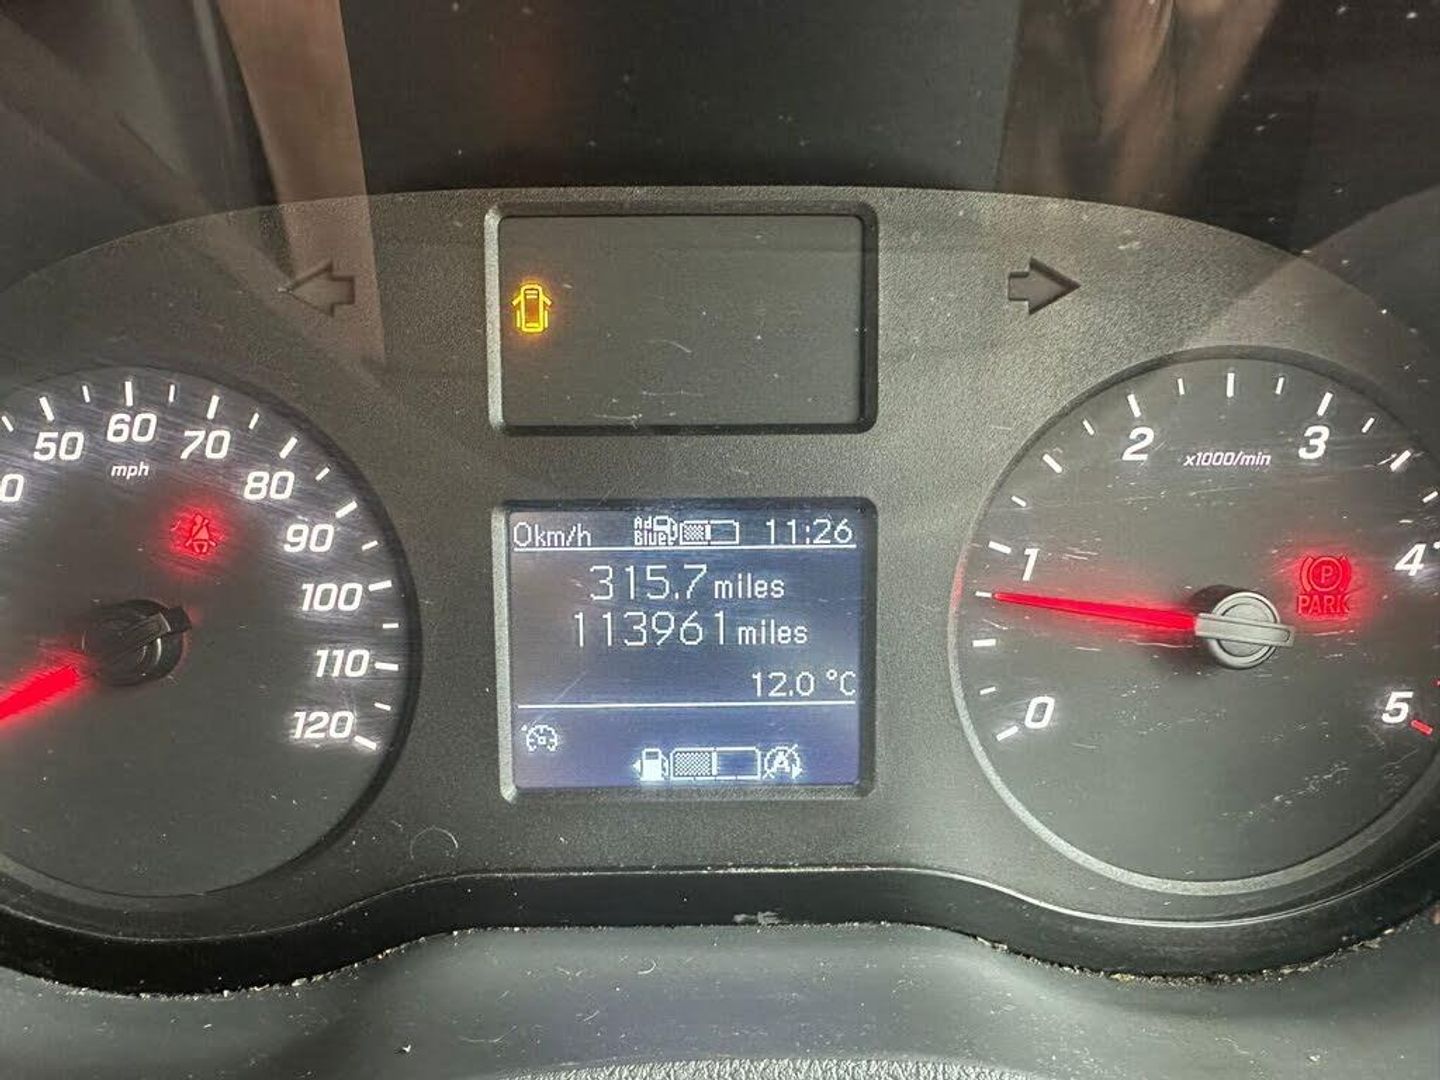 0 50 60 70 80 90 100 110 120
mph
0km/h Ad Blue 11:26
315.7 miles
113961 miles
12.0 °C
A
0 1 2 3 4 5
x1000/min
P
PARK